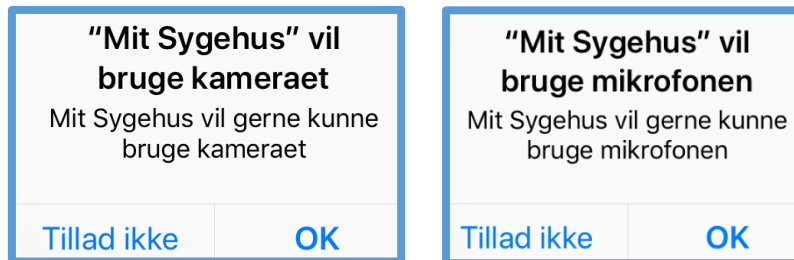 “Mit Sygehus” vil
bruge kameraet
Mit Sygehus vil gerne kunne
bruge kameraet
Tillad ikke
OK
“Mit Sygehus” vil
bruge mikrofonen
Mit Sygehus vil gerne kunne
bruge mikrofonen
Tillad ikke
OK